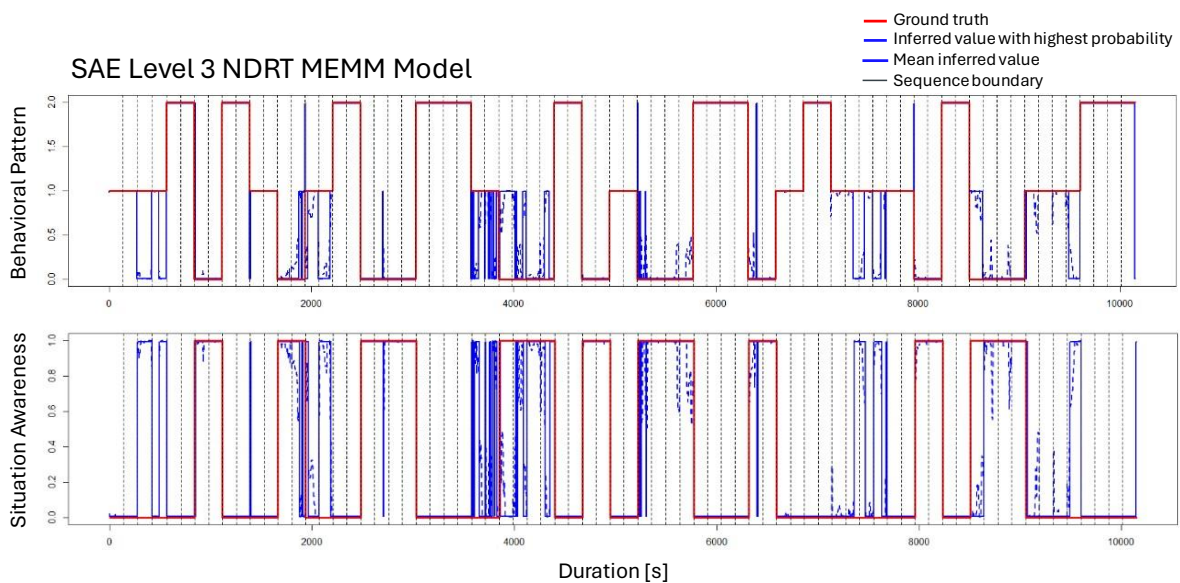 Ground truth
Inferred value with highest probability
Mean inferred value
Sequence boundary
SAE Level 3 NDRT MEMM Model
Behavioral Pattern
2.0
1.5
1.0
0.5
0.0
0 2000 4000 6000 8000 10000
Situation Awareness
1.0
0.8
0.6
0.4
0.2
0.0
0 2000 4000 6000 8000 10000
Duration [s]